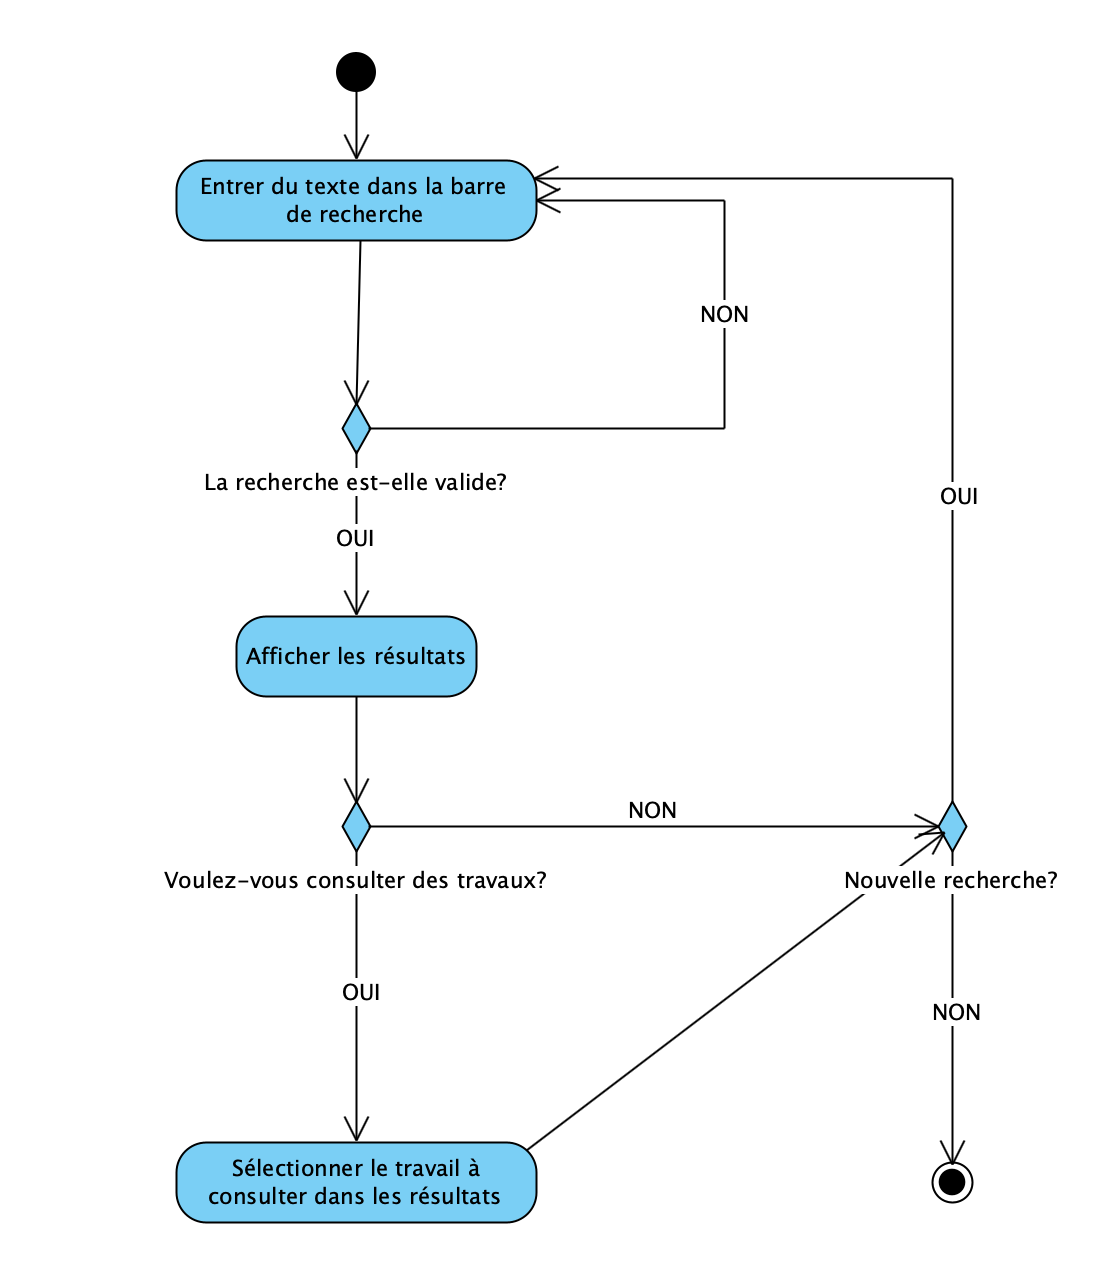 Entrer du texte dans la barre
de recherche
NON
La recherche est-elle valide?
OUI
OUI
Afficher les résultats
NON
Voulez-vous consulter des travaux?
Nouvelle recherche?
OUI
NON
Sélectionner le travail à
consulter dans les résultats